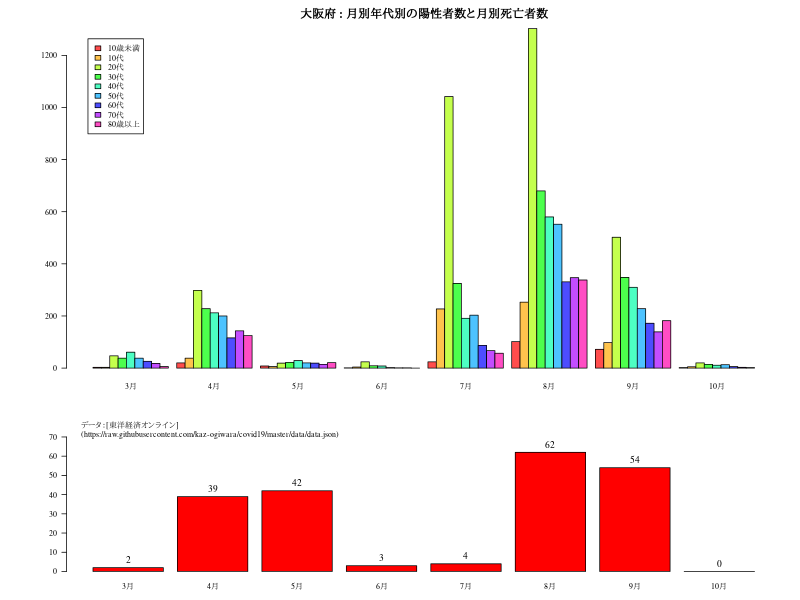 大阪府 : 月別年代別の陽性者数と月別死亡者数
1200
1000
800
600
400
200
0
10歳未満
10代
20代
30代
40代
50代
60代
70代
80歳以上
3月 4月 5月 6月 7月 8月 9月 10月
データ:[東洋経済オンライン]
(https://raw.githubusercontent.com/kaz-ogiwara/covid19/master/data/data.json)
70
60
50
40
30
20
10
0
2 39 42 3 4 62 54 0
3月 4月 5月 6月 7月 8月 9月 10月